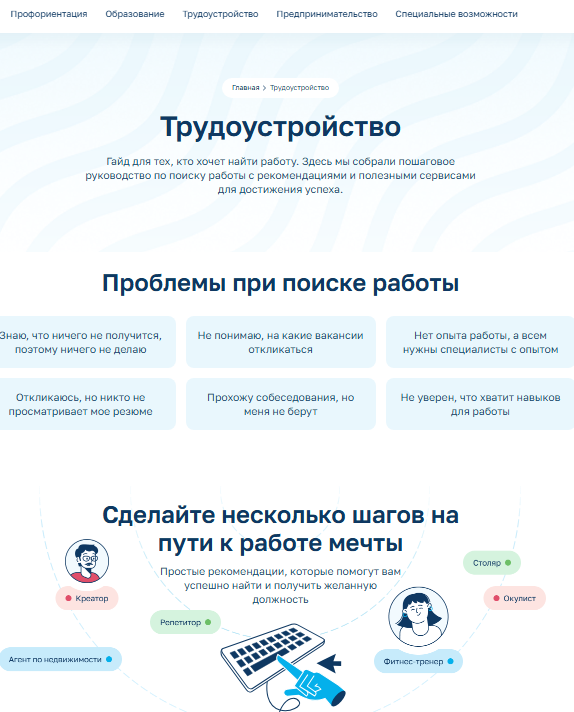 Профориентация Образование Трудоустройство Предпринимательство Специальные возможности
Главная > Трудоустройство
Трудоустройство
Гайд для тех, кто хочет найти работу. Здесь мы собрали пошаговое
руководство по поиску работы с рекомендациями и полезными сервисами
для достижения успеха.
Проблемы при поиске работы
Знаю, что ничего не получится,
поэтому ничего не делаю
Не понимаю, на какие вакансии
откликаться
Нет опыта работы, а всем
нужны специалисты с опытом
Откликаюсь, но никто не
просматривает мое резюме
Прохожу собеседования, но
меня не берут
Не уверен, что хватит навыков
для работы
Сделайте несколько шагов на
пути к работе мечты
Простые рекомендации, которые помогут вам
успешно найти и получить желанную
должность
Столяр
Креатор
Окулист
Репетитор
Агент по недвижимости
Фитнес-тренер